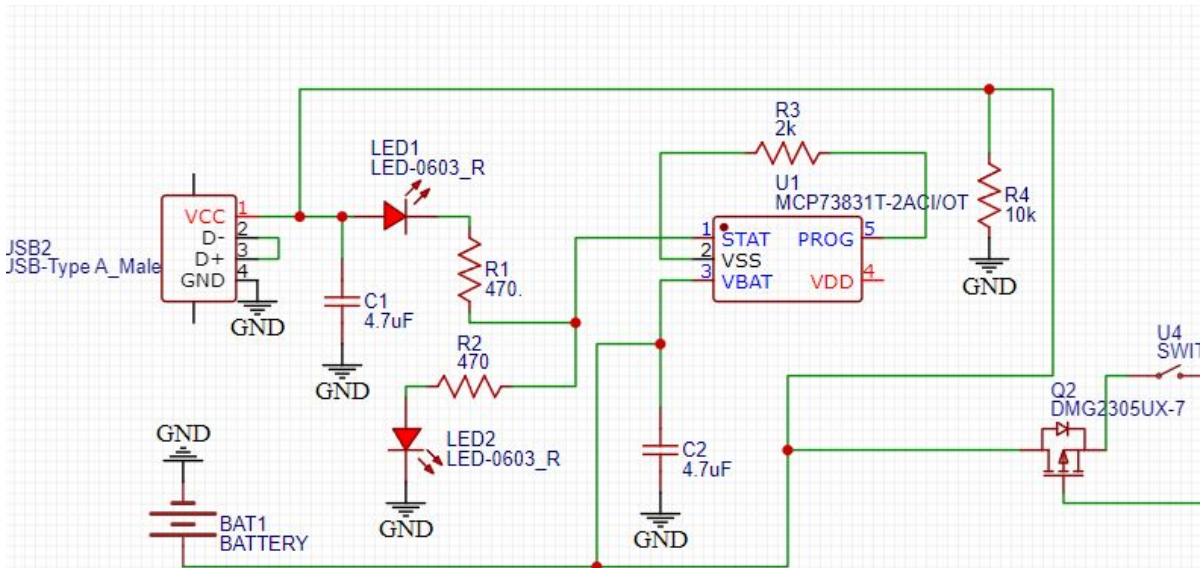 LED1
LED-0603_R
R3
2k
U1
MCP73831T-2ACI/OT
R4
10k
GND
VCC 1
D- 2
D+ 3
GND 4
USB-Type A_Male
GND
C1
4.7uF
GND
R1
470.
1 STAT
2 VSS
3 VBAT
PROG 5
VDD 4
R2
470
LED2
LED-0603_R
GND
GND
BAT1
BATTERY
C2
4.7uF
GND
U4
Q2
DMG2305UX-7